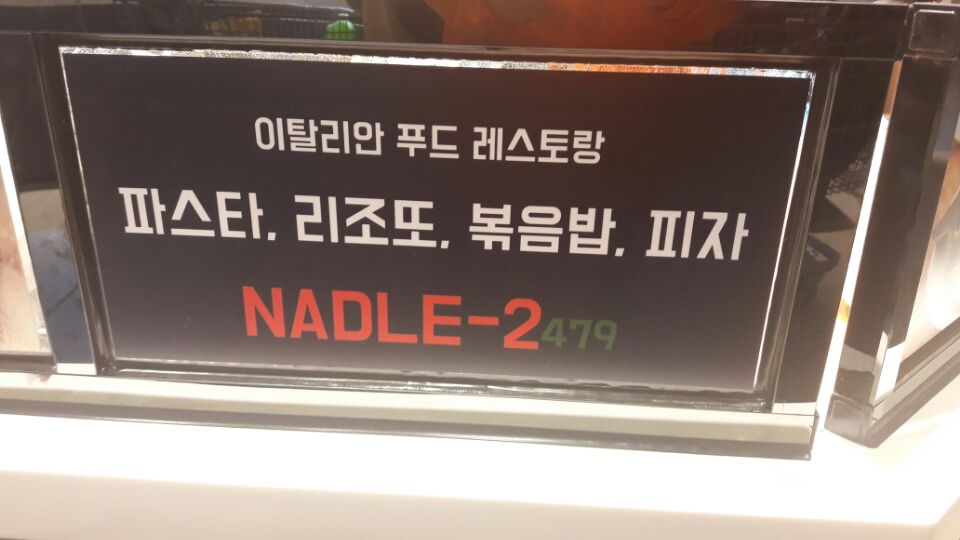 이탈리안 푸드 레스토랑
파스타, 리조또, 볶음밥, 피자
NADLE-2479